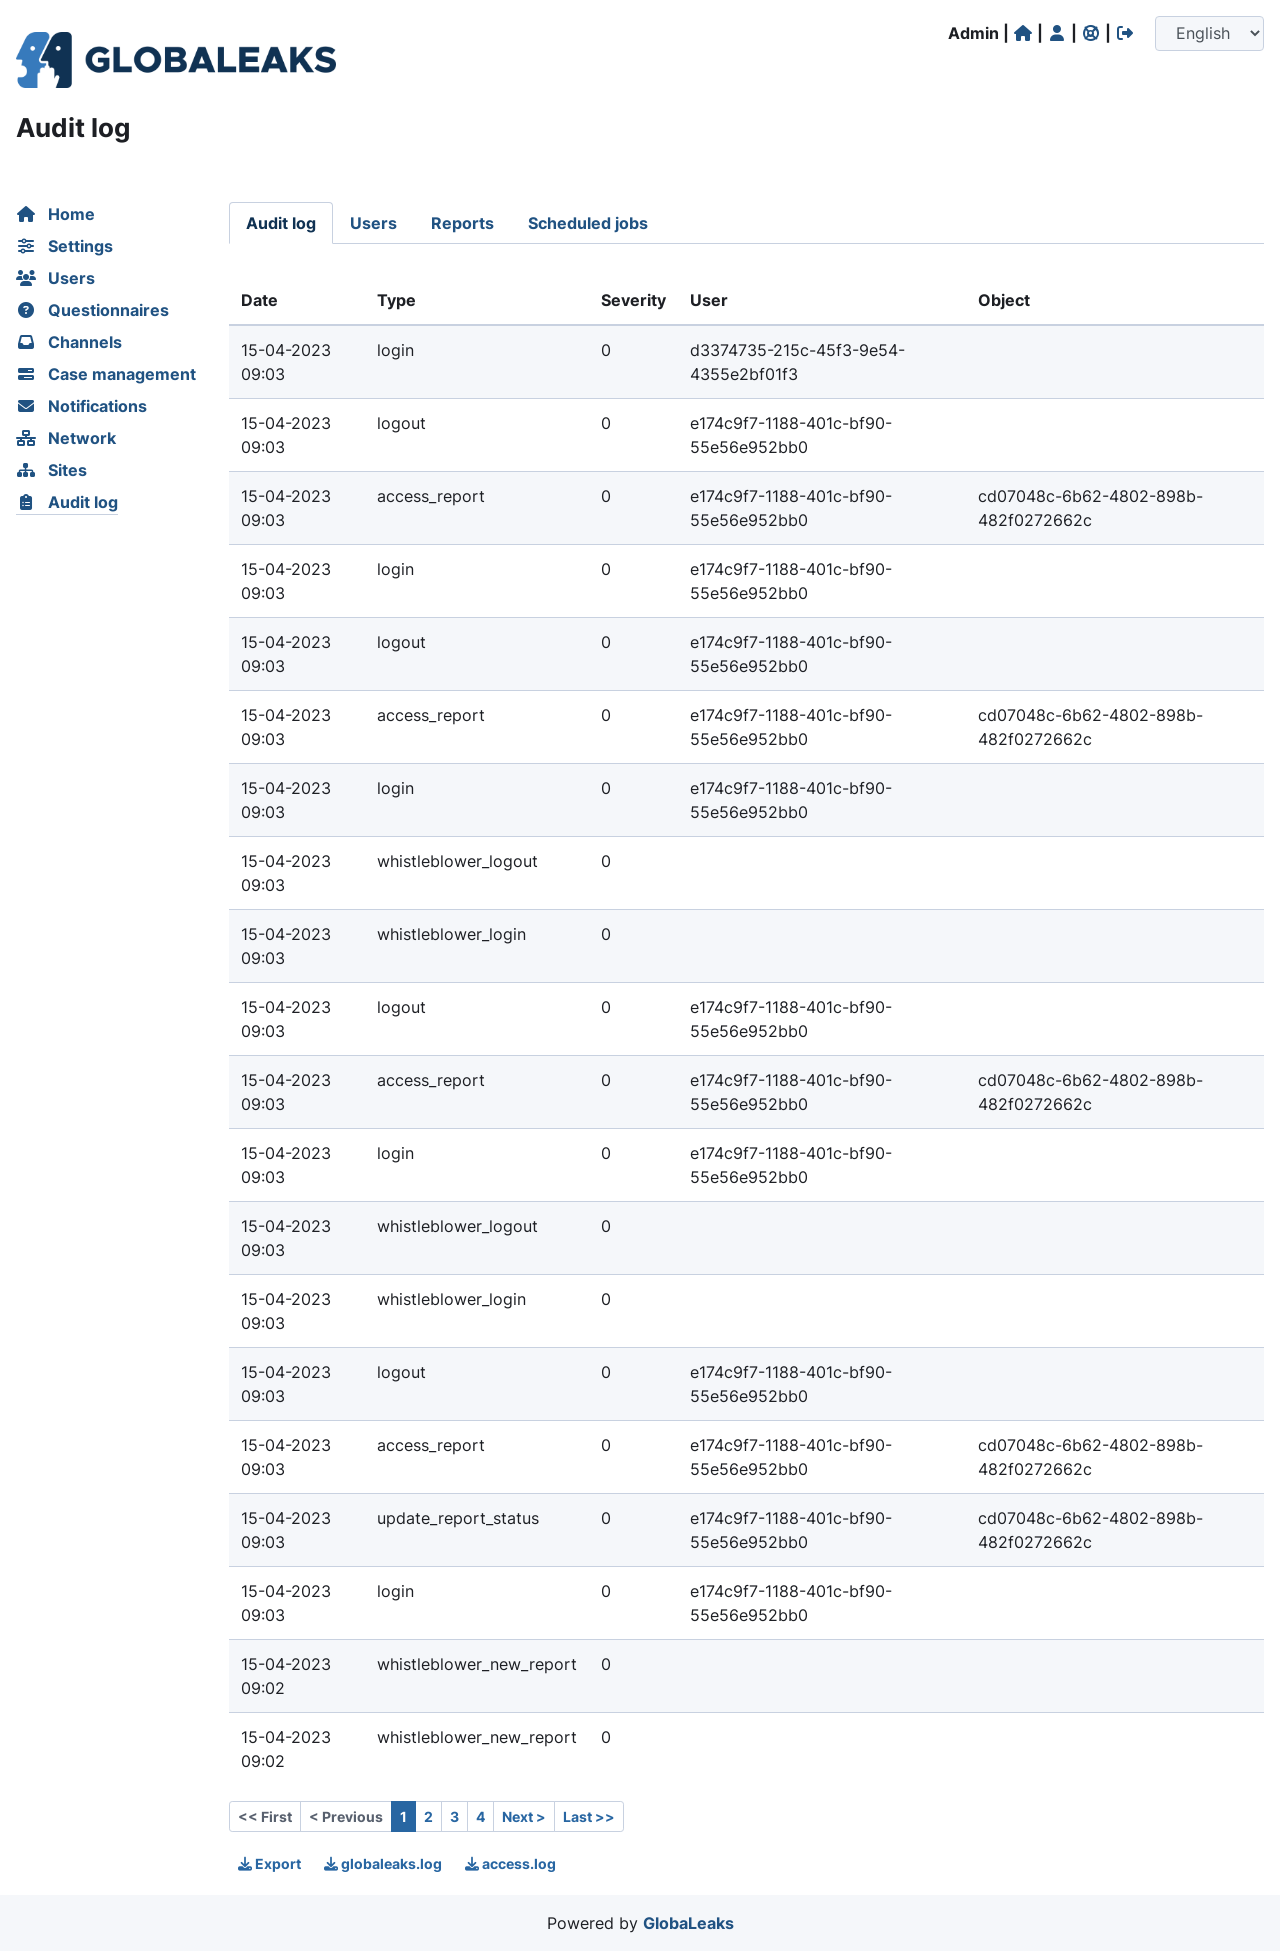 GLOBALEAKS
Admin | | | | English
Audit log
Home
Settings
Users
Questionnaires
Channels
Case management
Notifications
Network
Sites
Audit log
Audit log Users Reports Scheduled jobs
Date Type Severity User Object
15-04-2023 login 0 d3374735-215c-45f3-9e54-
09:03 4355e2bf01f3
15-04-2023 logout 0 e174c9f7-1188-401c-bf90-
09:03 55e56e952bb0
15-04-2023 access_report 0 e174c9f7-1188-401c-bf90- cd07048c-6b62-4802-898b-
09:03 55e56e952bb0 482f0272662c
15-04-2023 login 0 e174c9f7-1188-401c-bf90-
09:03 55e56e952bb0
15-04-2023 logout 0 e174c9f7-1188-401c-bf90-
09:03 55e56e952bb0
15-04-2023 access_report 0 e174c9f7-1188-401c-bf90- cd07048c-6b62-4802-898b-
09:03 55e56e952bb0 482f0272662c
15-04-2023 login 0 e174c9f7-1188-401c-bf90-
09:03 55e56e952bb0
15-04-2023 whistleblower_logout 0
09:03
15-04-2023 whistleblower_login 0
09:03
15-04-2023 logout 0 e174c9f7-1188-401c-bf90-
09:03 55e56e952bb0
15-04-2023 access_report 0 e174c9f7-1188-401c-bf90- cd07048c-6b62-4802-898b-
09:03 55e56e952bb0 482f0272662c
15-04-2023 login 0 e174c9f7-1188-401c-bf90-
09:03 55e56e952bb0
15-04-2023 whistleblower_logout 0
09:03
15-04-2023 whistleblower_login 0
09:03
15-04-2023 logout 0 e174c9f7-1188-401c-bf90-
09:03 55e56e952bb0
15-04-2023 access_report 0 e174c9f7-1188-401c-bf90- cd07048c-6b62-4802-898b-
09:03 55e56e952bb0 482f0272662c
15-04-2023 update_report_status 0 e174c9f7-1188-401c-bf90- cd07048c-6b62-4802-898b-
09:03 55e56e952bb0 482f0272662c
15-04-2023 login 0 e174c9f7-1188-401c-bf90-
09:03 55e56e952bb0
15-04-2023 whistleblower_new_report 0
09:02
15-04-2023 whistleblower_new_report 0
09:02
<< First < Previous 1 2 3 4 Next > Last >>
Export globaleaks.log access.log
Powered by GlobaLeaks